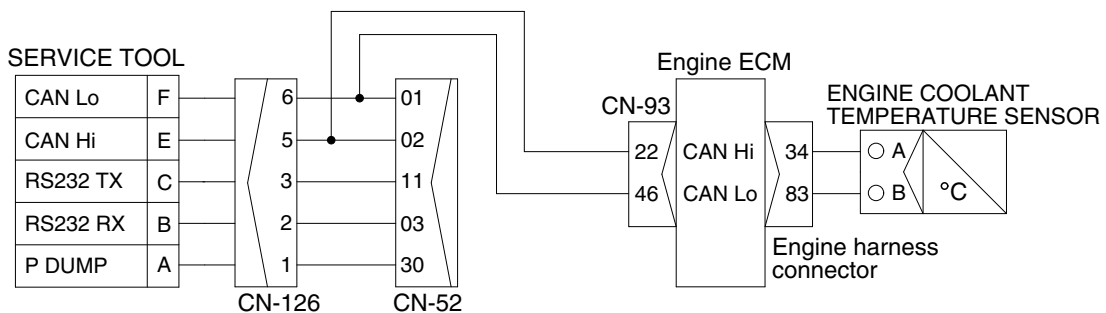 SERVICE TOOL
CAN Lo F 6 01
CAN Hi E 5 02
RS232 TX C 3 11
RS232 RX B 2 03
P DUMP A 1 30
CN-126 CN-52
Engine ECM
CN-93
22 CAN Hi 34
46 CAN Lo 83
Engine harness
connector
ENGINE COOLANT
TEMPERATURE SENSOR
A
B °C